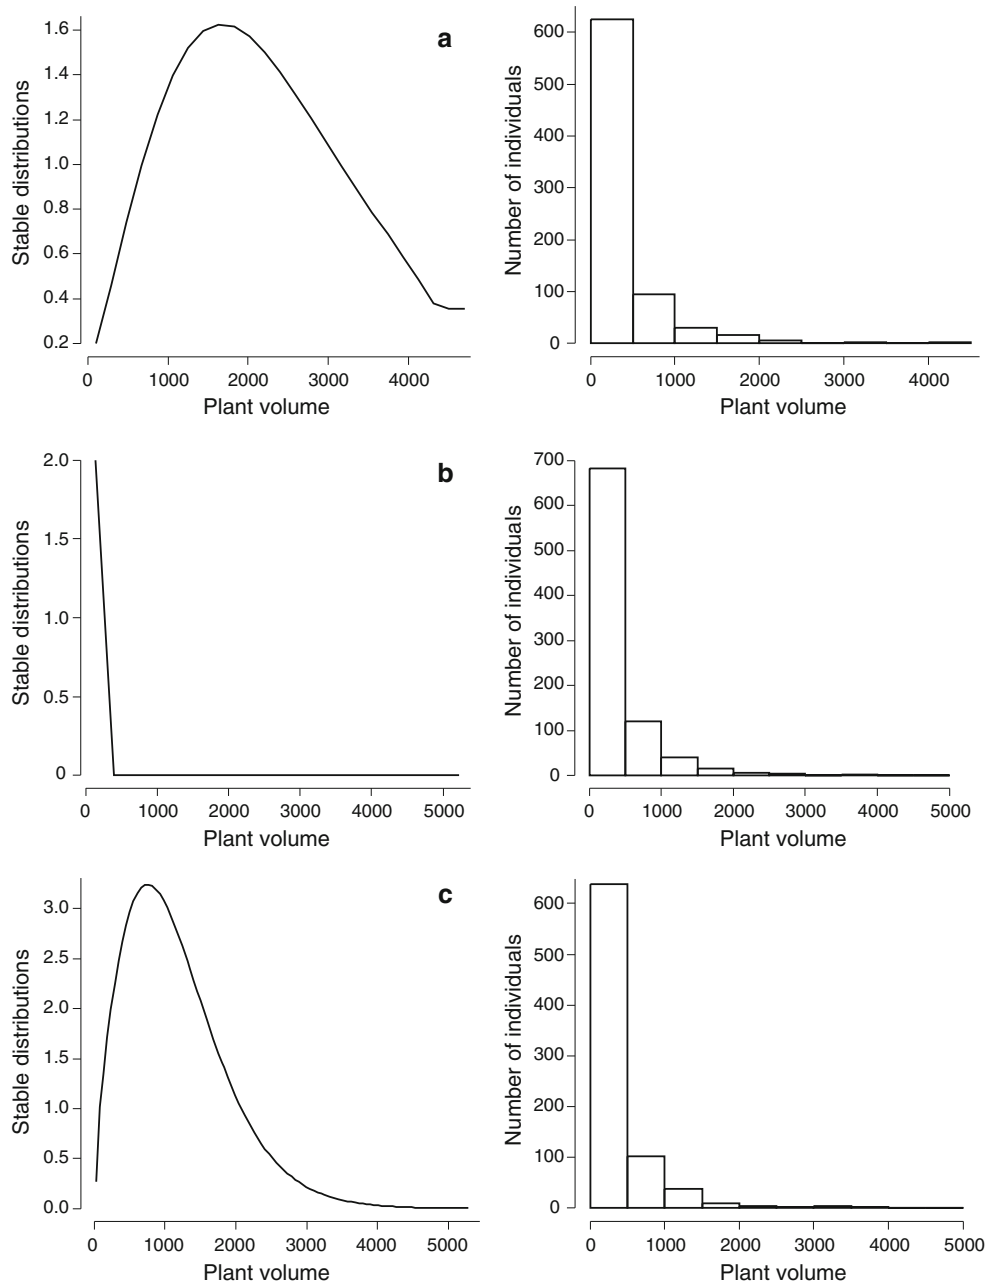 a
Stable distributions
1.6
1.4
1.2
1.0
0.8
0.6
0.4
0.2
0 1000 2000 3000 4000
Plant volume
Number of individuals
600
500
400
300
200
100
0
0 1000 2000 3000 4000
Plant volume
b
Stable distributions
2.0
1.5
1.0
0.5
0
0 1000 2000 3000 4000 5000
Plant volume
Number of individuals
700
600
500
400
300
200
100
0
0 1000 2000 3000 4000 5000
Plant volume
c
Stable distributions
3.0
2.5
2.0
1.5
1.0
0.5
0.0
0 1000 2000 3000 4000 5000
Plant volume
Number of individuals
600
500
400
300
200
100
0
0 1000 2000 3000 4000 5000
Plant volume